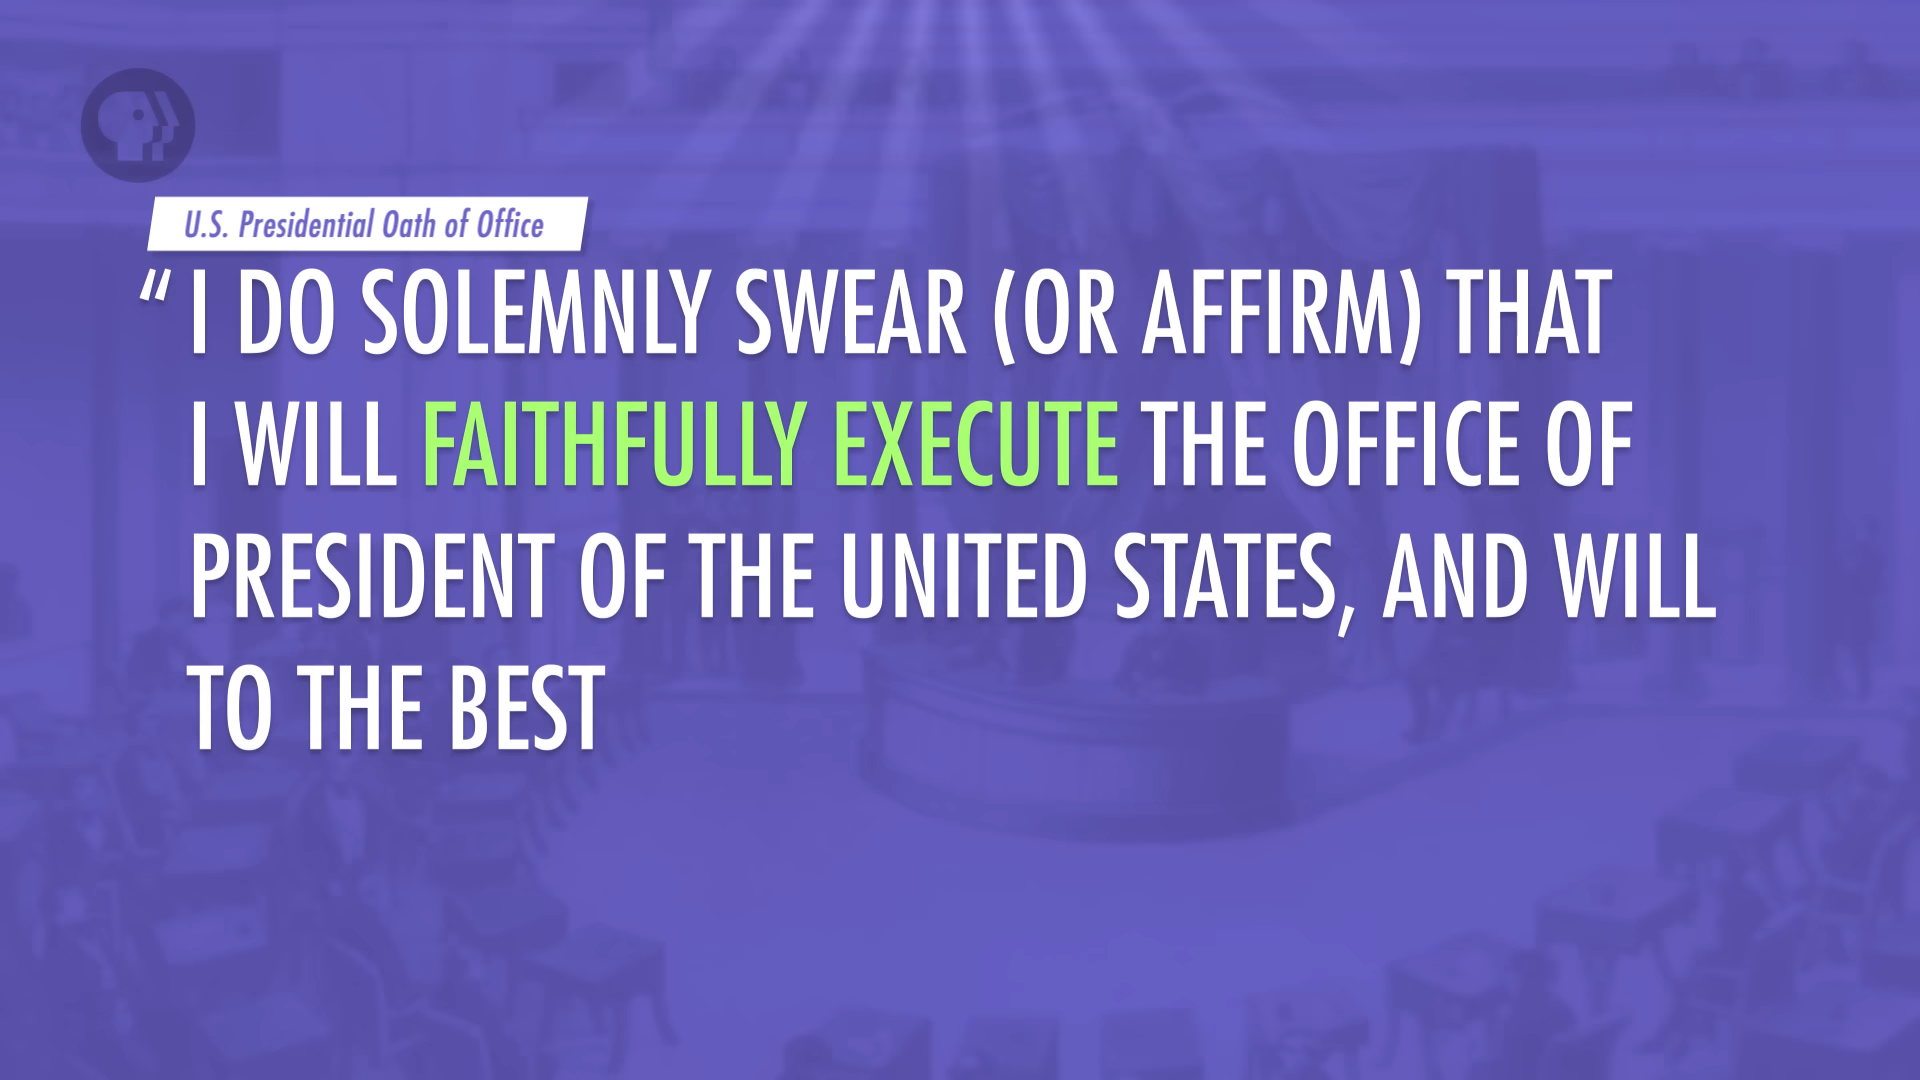 U.S. Presidential Oath of Office
“ I DO SOLEMNLY SWEAR (OR AFFIRM) THAT
I WILL FAITHFULLY EXECUTE THE OFFICE OF
PRESIDENT OF THE UNITED STATES, AND WILL
TO THE BEST